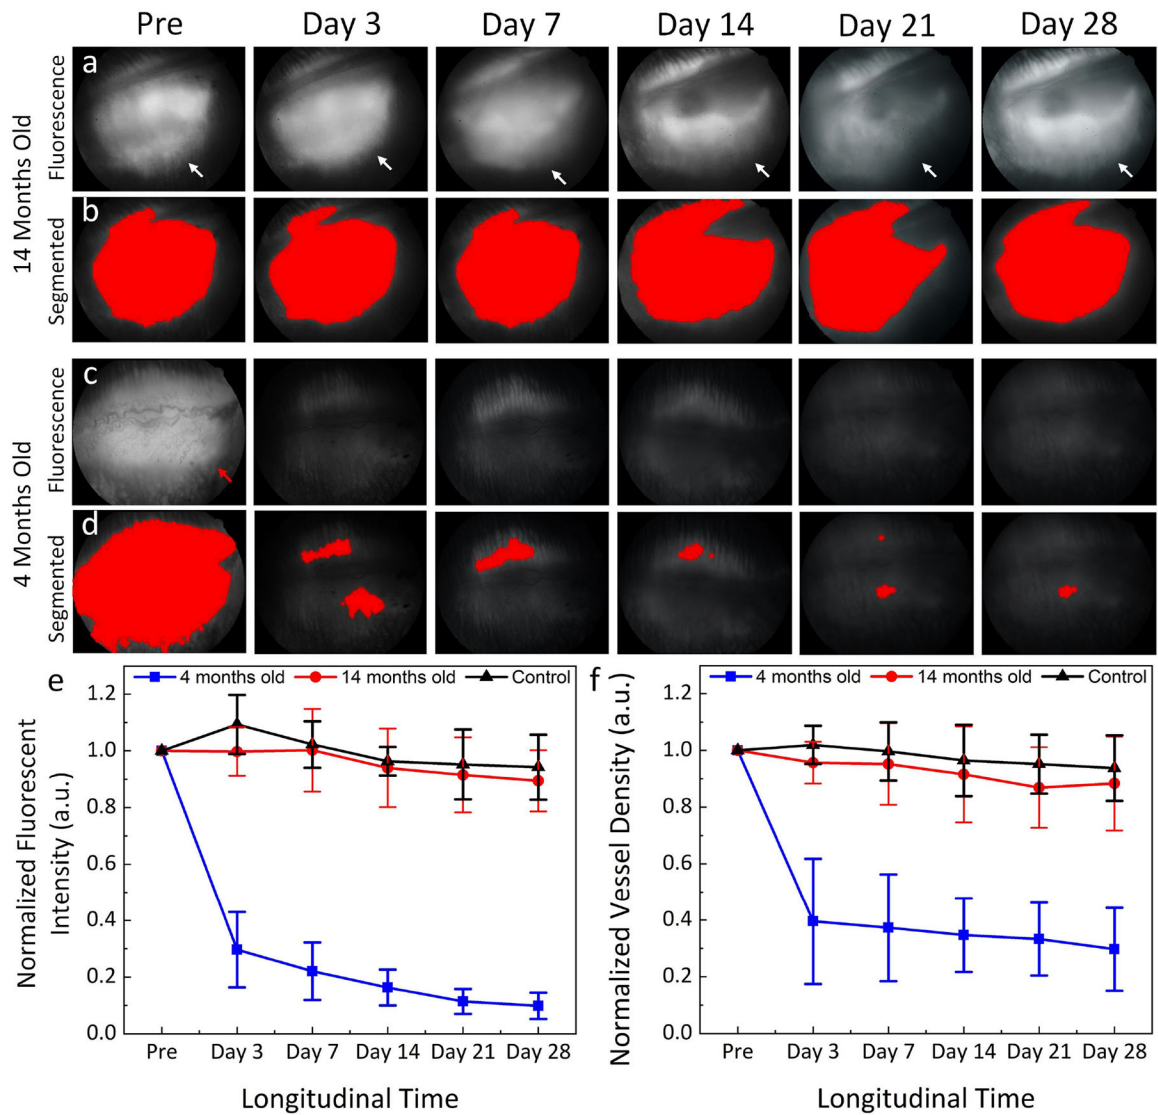 Pre Day 3 Day 7 Day 14 Day 21 Day 28
14 Months Old
Fluorescence
a
Segmented
b
4 Months Old
Fluorescence
c
Segmented
d
e
4 months old 14 months old Control
Normalized Fluorescent
Intensity (a.u.)
1.2
1.0
0.8
0.6
0.4
0.2
0.0
Pre Day 3 Day 7 Day 14 Day 21 Day 28
Longitudinal Time
f
4 months old 14 months old Control
Normalized Vessel Density (a.u.)
1.2
1.0
0.8
0.6
0.4
0.2
0.0
Pre Day 3 Day 7 Day 14 Day 21 Day 28
Longitudinal Time